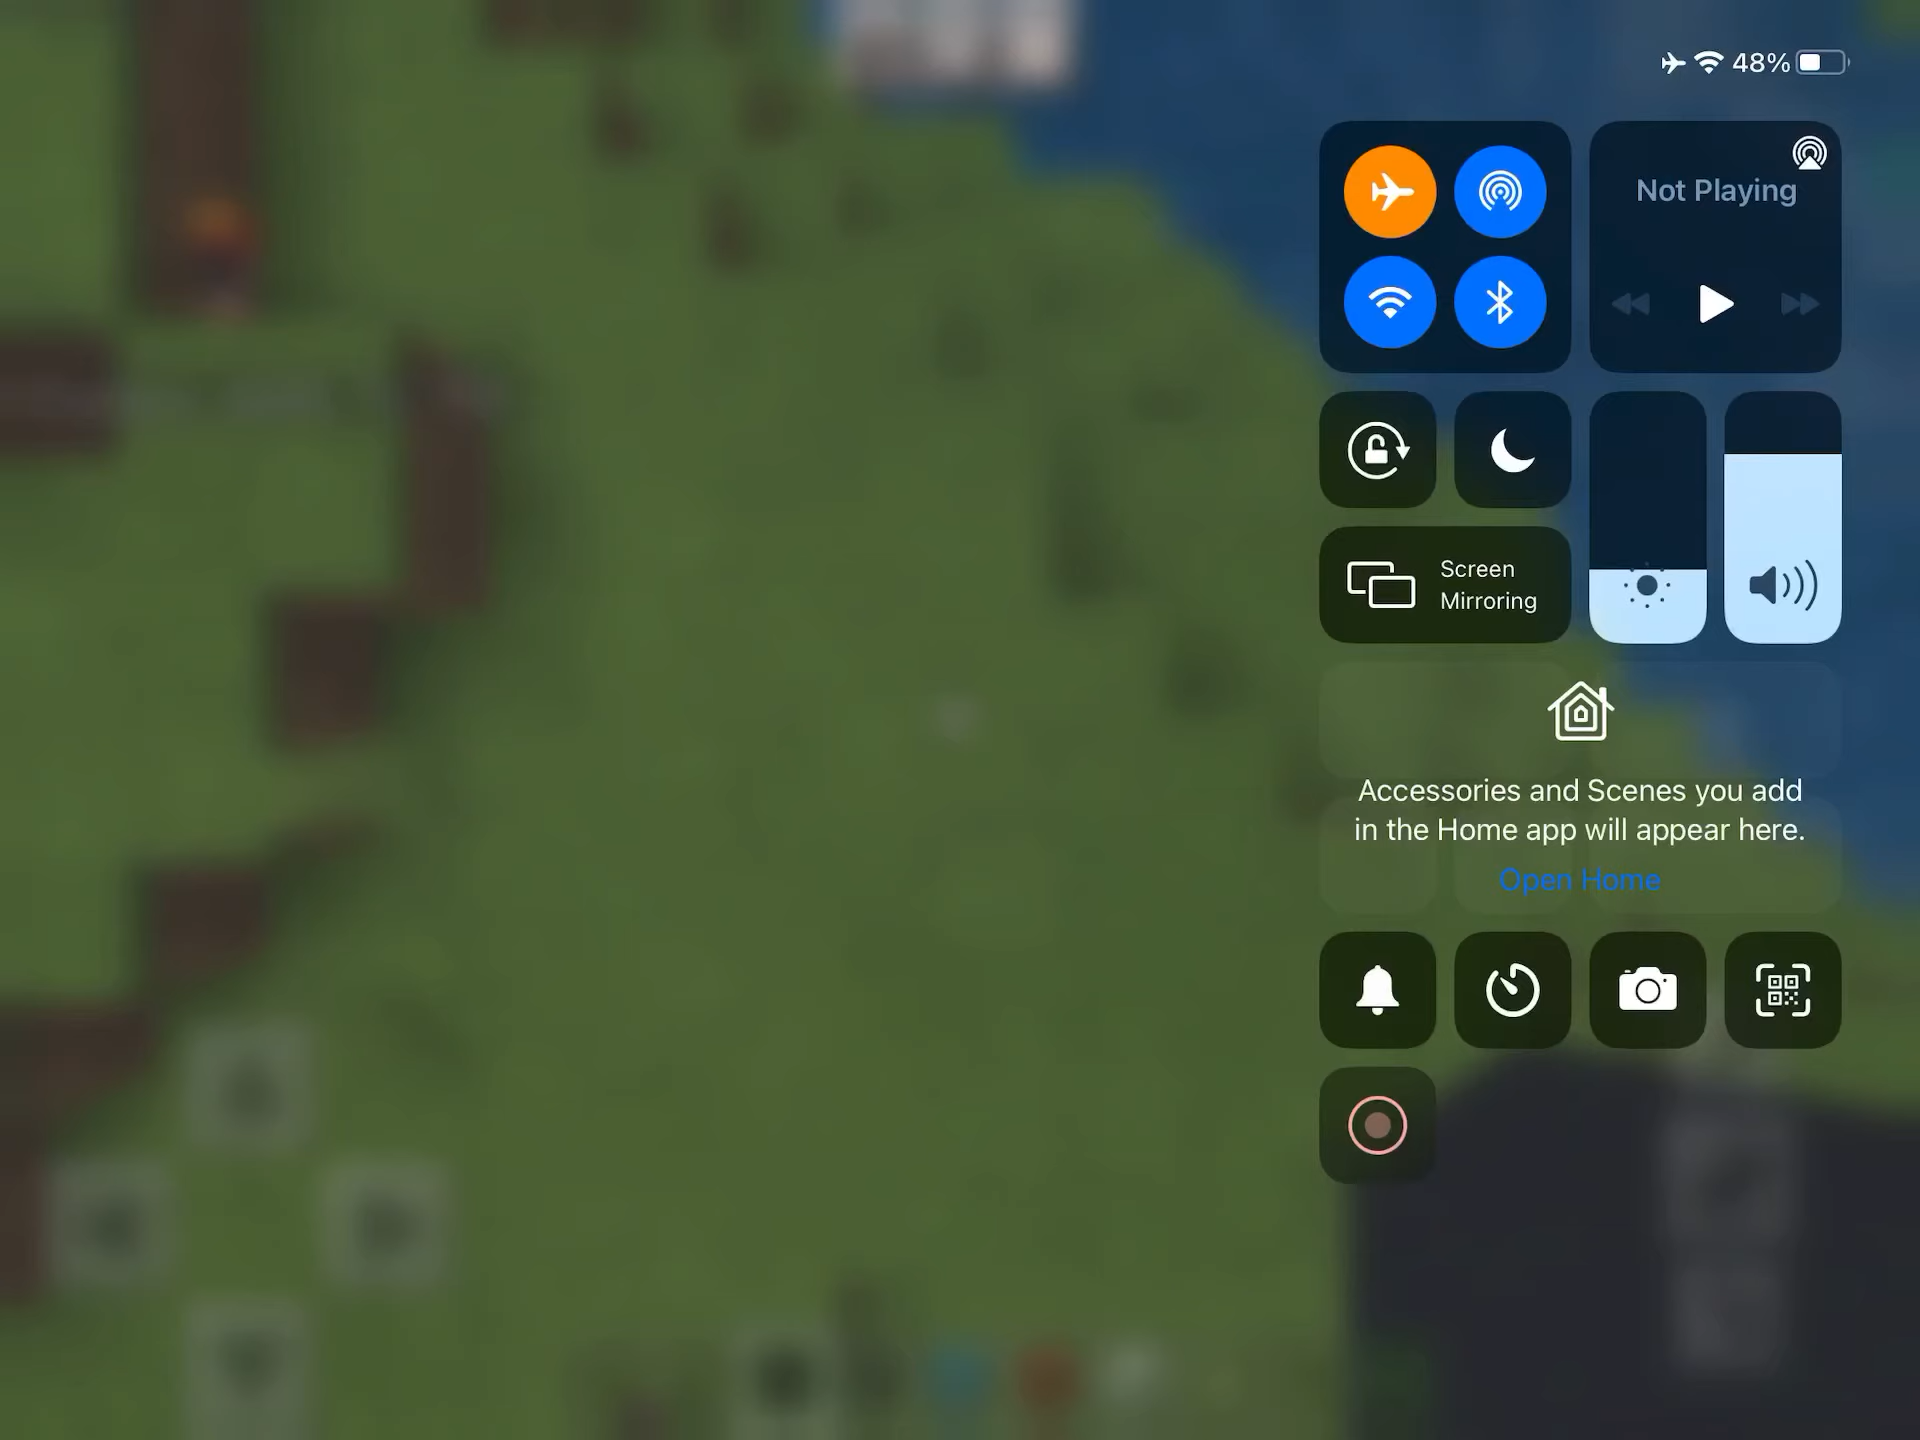 48%
Not Playing
Screen
Mirroring
Accessories and Scenes you add
in the Home app will appear here.
Open Home